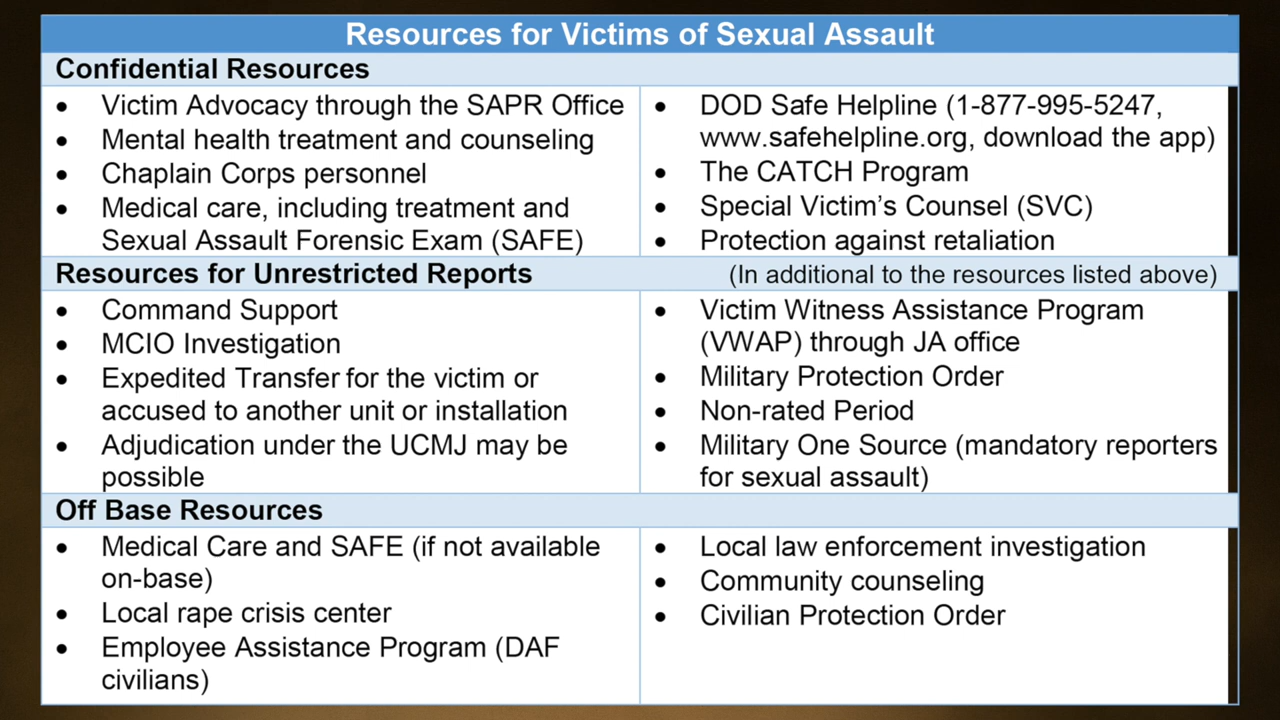 Resources for Victims of Sexual Assault
Confidential Resources
• Victim Advocacy through the SAPR Office
• Mental health treatment and counseling
• Chaplain Corps personnel
• Medical care, including treatment and
Sexual Assault Forensic Exam (SAFE)
• DOD Safe Helpline (1-877-995-5247,
www.safehelpline.org, download the app)
• The CATCH Program
• Special Victim's Counsel (SVC)
• Protection against retaliation
Resources for Unrestricted Reports (In additional to the resources listed above)
• Command Support
• MCIO Investigation
• Expedited Transfer for the victim or
accused to another unit or installation
• Adjudication under the UCMJ may be
possible
• Victim Witness Assistance Program
(VWAP) through JA office
• Military Protection Order
• Non-rated Period
• Military One Source (mandatory reporters
for sexual assault)
Off Base Resources
• Medical Care and SAFE (if not available
on-base)
• Local rape crisis center
• Employee Assistance Program (DAF
civilians)
• Local law enforcement investigation
• Community counseling
• Civilian Protection Order